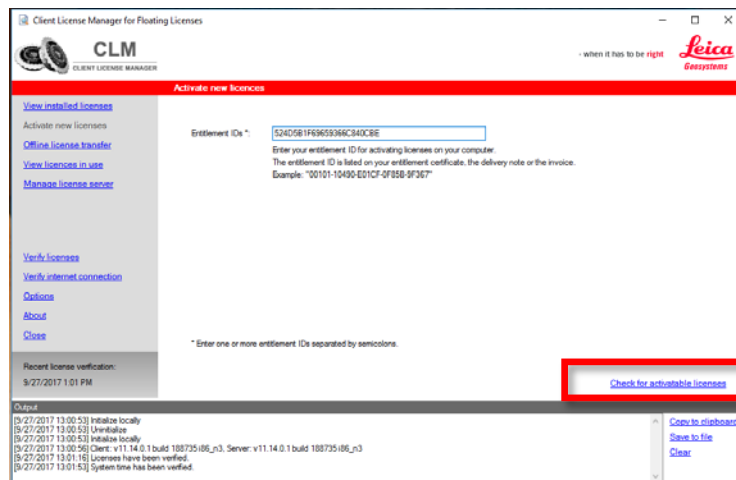 Client License Manager for Floating Licenses
CLM
CLIENT LICENSE MANAGER
- when it has to be right
Leica
Geosystems
Activate new licences
View installed licenses
Activate new licenses
Offline license transfer
View licences in use
Manage license server
Entitlement IDs *:
524D5B1F69659366C840CBE
Enter your entitlement ID for activating licenses on your computer.
The entitlement ID is listed on your entitlement certificate, the delivery note or the invoice.
Example: "00101-10490-E01CF-0F85B-9F367"
Verify licenses
Verify internet connection
Options
About
Close
* Enter one or more entitlement IDs separated by semicolons.
Recent license verification:
9/27/2017 1:01 PM
Check for activatable licenses
Output
[9/27/2017 13:00:53] Initialize locally
[9/27/2017 13:00:53] Uninitialize
[9/27/2017 13:00:53] Initialize locally
[9/27/2017 13:00:56] Client: v11.14.0.1 build 188735 i86_n3. Server: v11.14.0.1 build 188735 i86_n3
[9/27/2017 13:01:16] Licenses have been verified.
[9/27/2017 13:01:53] System time has been verified.
Copy to clipboard
Save to file
Clear